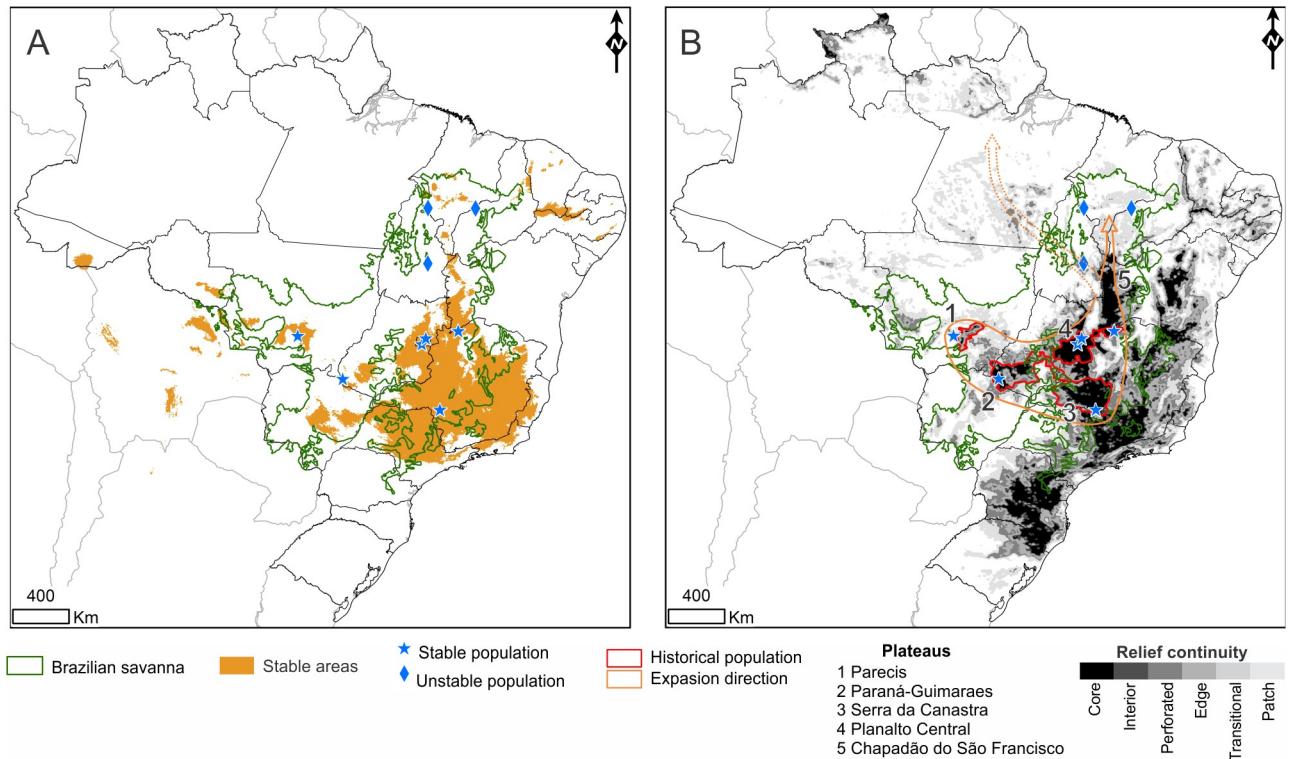 A
N
400
Km
B
N
1
2
3
4
5
400
Km
Brazilian savanna
Stable areas
Stable population
Unstable population
Historical population
Expasion direction
Plateaus
1 Parecis
2 Paraná-Guimaraes
3 Serra da Canastra
4 Planalto Central
5 Chapadão do São Francisco
Relief continuity
Core
Interior
Perforated
Edge
Transitional
Patch